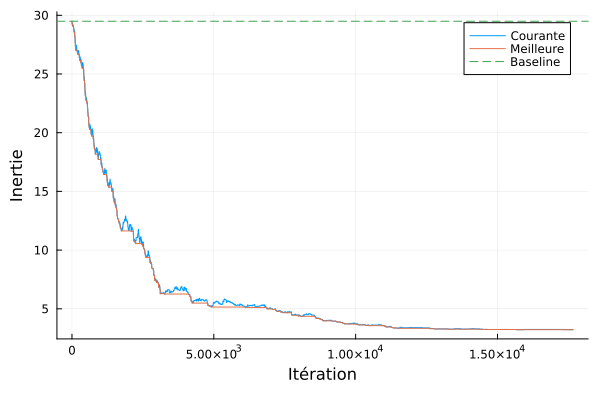 30
25
20
15
10
5
Inertie
Courante
Meilleure
Baseline
0
5.00×10³
1.00×10⁴
1.50×10⁴
Itération